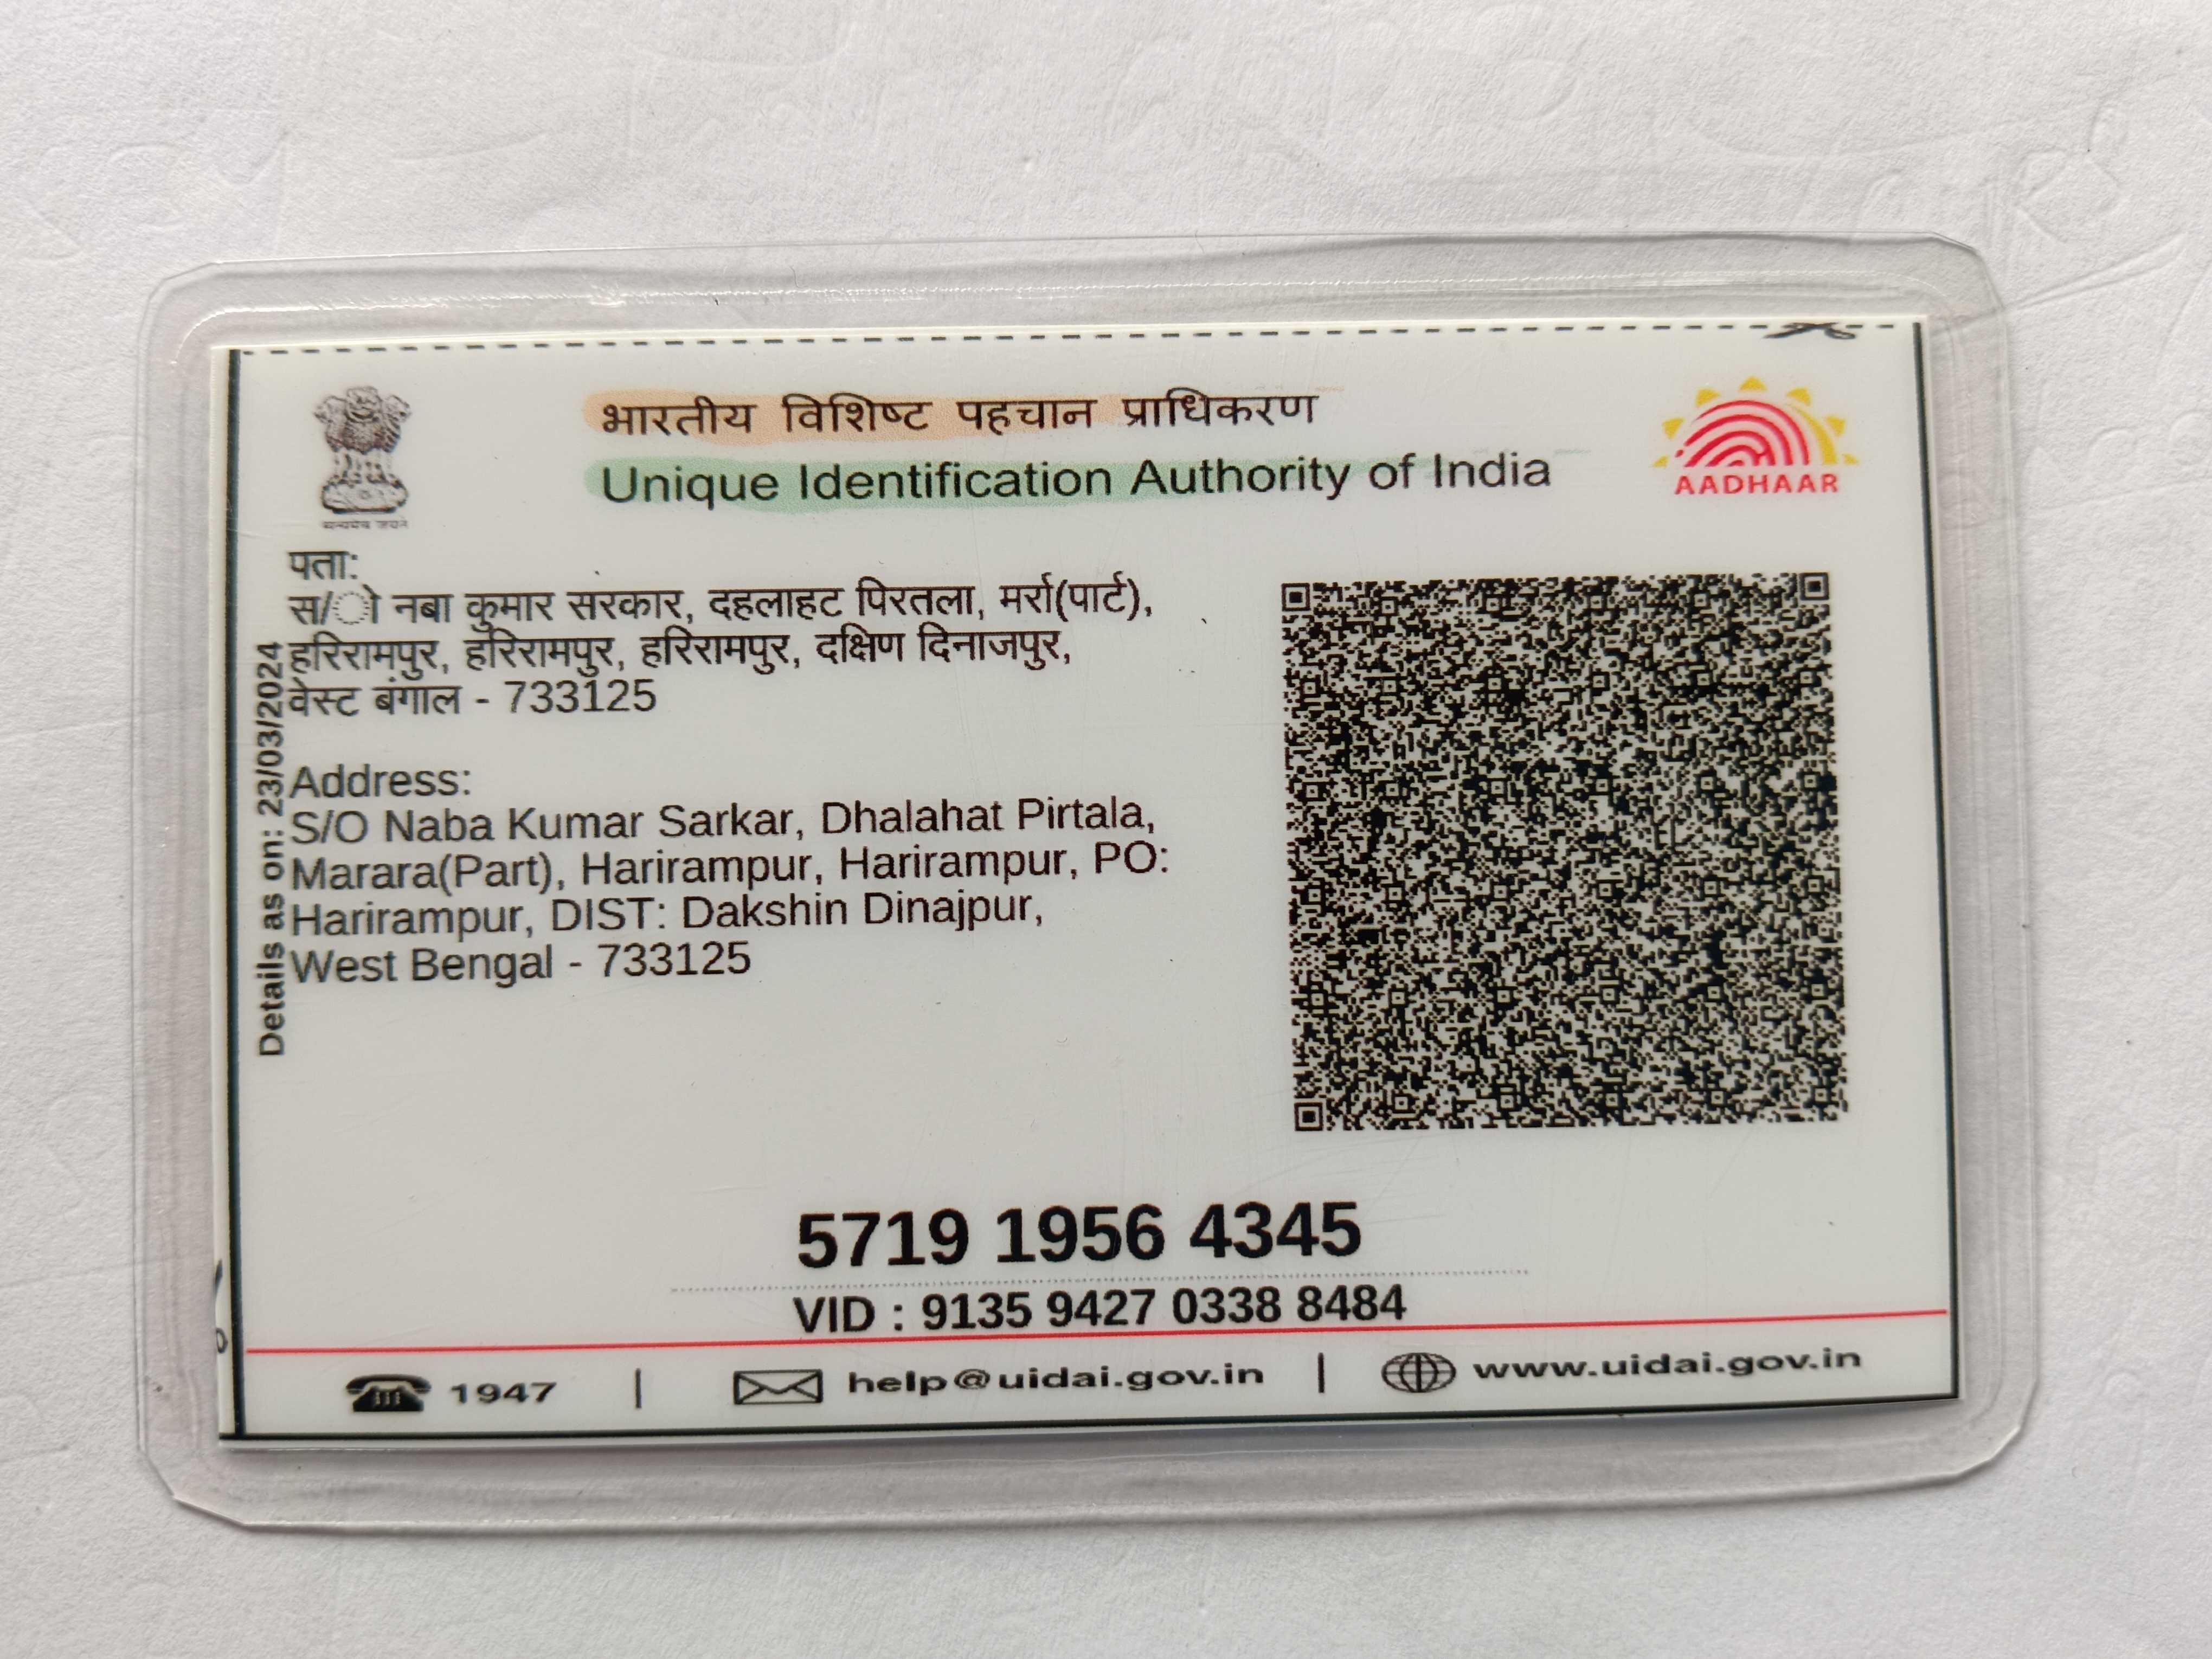 भारतीय विशिष्ट पहचान प्राधिकरण
Unique Identification Authority of India
AADHAAR
सत्यमेव जयते
पता:
स/ो नबा कुमार सरकार, दहलाहट पिरतला, मर्रा(पार्ट),
हरिरामपुर, हरिरामपुर, हरिरामपुर, दक्षिण दिनाजपुर,
वेस्ट बंगाल - 733125
Address:
S/O Naba Kumar Sarkar, Dhalahat Pirtala,
Marara(Part), Harirampur, Harirampur, PO:
Harirampur, DIST: Dakshin Dinajpur,
West Bengal - 733125
Details as on: 23/03/2024
5719 1956 4345
VID : 9135 9427 0338 8484
1947 | help@uidai.gov.in | www.uidai.gov.in